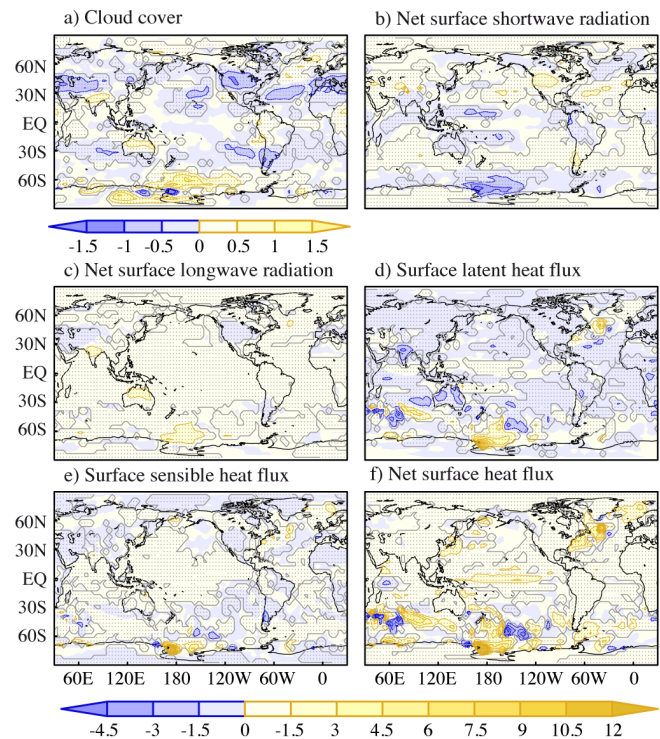 a) Cloud cover
b) Net surface shortwave radiation
60N
30N
EQ
30S
60S
-1.5 -1 -0.5 0 0.5 1 1.5
c) Net surface longwave radiation
d) Surface latent heat flux
60N
30N
EQ
30S
60S
e) Surface sensible heat flux
f) Net surface heat flux
60N
30N
EQ
30S
60S
60E 120E 180 120W 60W 0
60E 120E 180 120W 60W 0
-4.5 -3 -1.5 0 -1.5 3 4.5 6 7.5 9 10.5 12